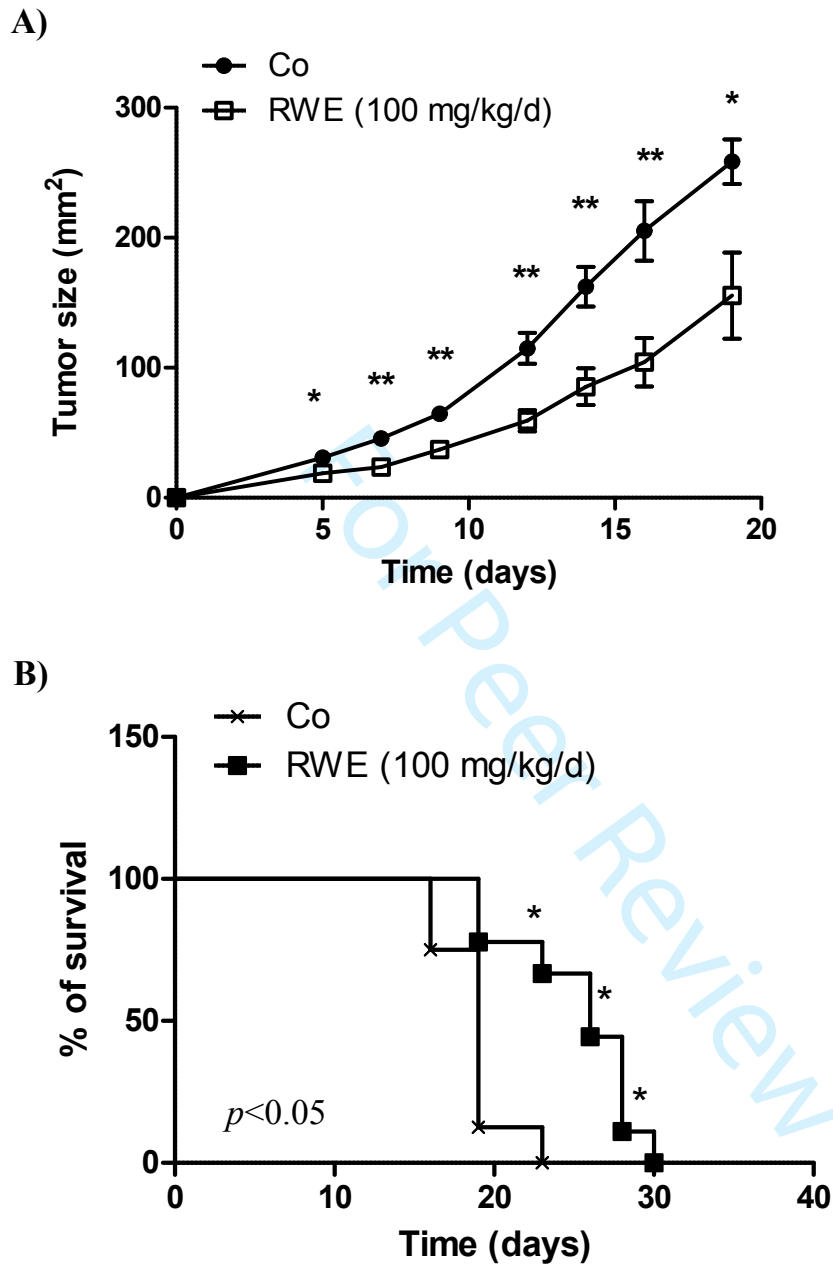 A)
Co
RWE (100 mg/kg/d)
300
200
100
0
Tumor size (mm²)
*
**
**
**
**
**
*
0
5
10
15
20
Time (days)
For Peer Review
B)
Co
RWE (100 mg/kg/d)
150
100
50
0
% of survival
*
*
*
p<0.05
0
10
20
30
40
Time (days)